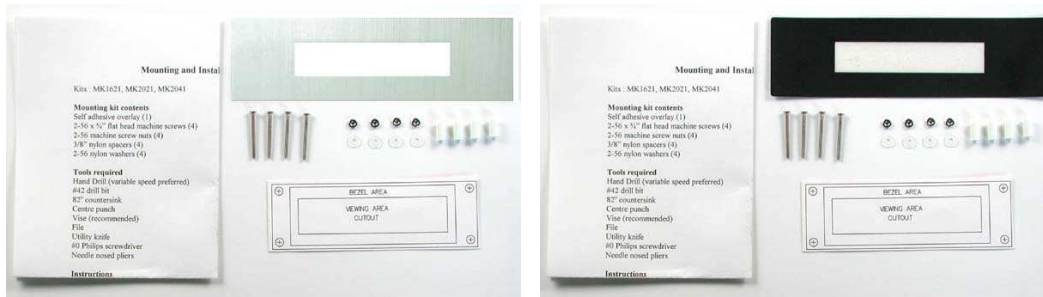 Mounting and Instal
Kits : MK1621, MK2021, MK2041
Mounting kit contents
Self adhesive overlay (1)
2-56 x ¾" flat head machine screws (4)
2-56 machine screw nuts (4)
3/8" nylon spacers (4)
2-56 nylon washers (4)
Tools required
Hand Drill (variable speed preferred)
#42 drill bit
82° countersink
Centre punch
Vise (recommended)
File
Utility knife
#0 Philips screwdriver
Needle nosed pliers
Instructions
BEZEL AREA
VIEWING AREA
CUTOUT
Mounting and Instal
Kits : MK1621, MK2021, MK2041
Mounting kit contents
Self adhesive overlay (1)
2-56 x ¾" flat head machine screws (4)
2-56 machine screw nuts (4)
3/8" nylon spacers (4)
2-56 nylon washers (4)
Tools required
Hand Drill (variable speed preferred)
#42 drill bit
82° countersink
Centre punch
Vise (recommended)
File
Utility knife
#0 Philips screwdriver
Needle nosed pliers
Instructions
BEZEL AREA
VIEWING AREA
CUTOUT